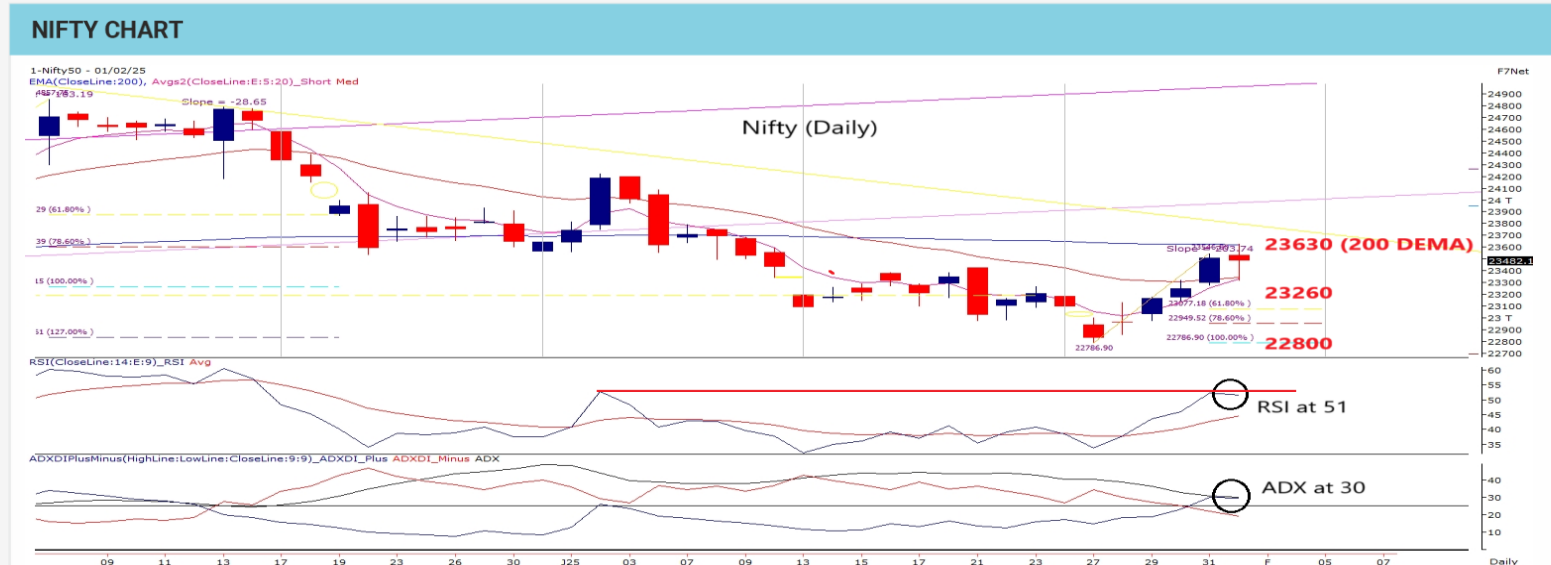 NIFTY CHART
1-Nifty50 - 01/02/25
F7Net
EMA(CloseLine:200), Avgs2(CloseLine:E:5:20)_Short Med
Slope = -28.65
Nifty (Daily)
24900
24800
24700
24600
24500
24400
24300
24200
24100
24 T
23900
23800
23700
23600
23482.1
23400
23300
23200
23100
23 T
22900
22800
22700
29 (61.80% )
39 (78.60% )
15 (100.00% )
51 (127.00% )
23630 (200 DEMA)
23260
23077.18 (61.80% )
22949.52 (78.60% )
22786.90 (100.00% )
22800
22786.90
RSI(CloseLine:14:E:9)_RSI Avg
60
55
50
45
40
35
RSI at 51
ADXDIPlusMinus(HighLine:LowLine:CloseLine:9:9)_ADXDI_Plus ADXDI_Minus ADX
40
30
20
10
ADX at 30
09 11 13 17 19 23 26 30 J25 03 07 09 13 15 17 21 23 27 29 31 F 05 07 Daily